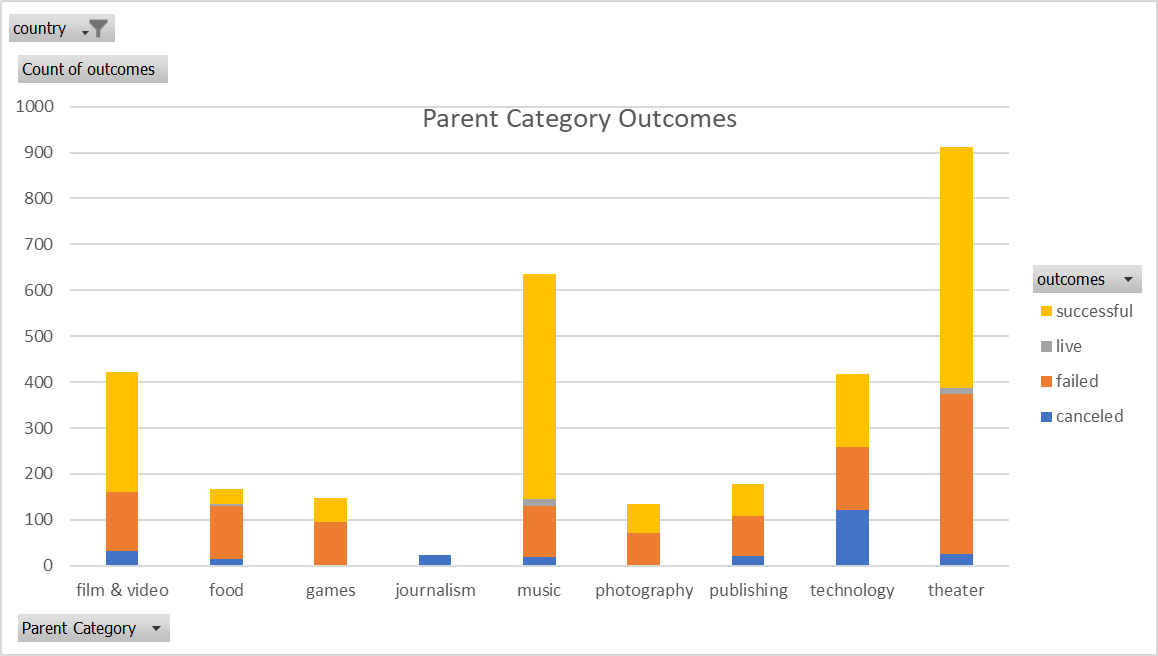 country
Count of outcomes
Parent Category Outcomes
1000
900
800
700
600
500
400
300
200
100
0
film & video food games journalism music photography publishing technology theater
outcomes
successful
live
failed
canceled
Parent Category